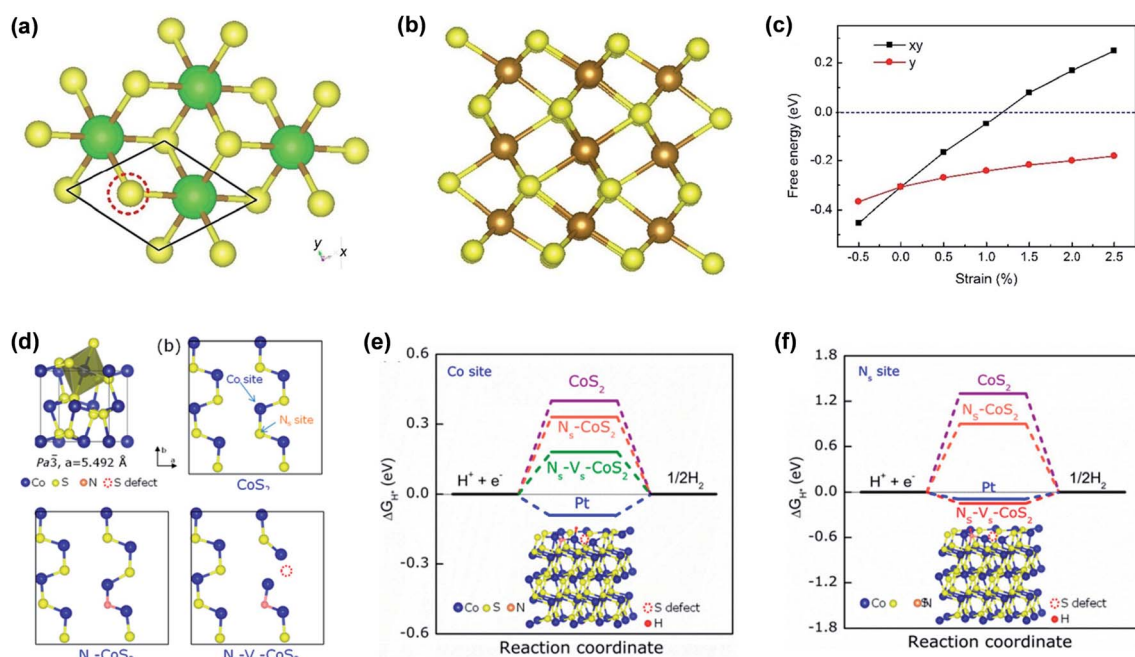 (a)
y x
(b)
(c)
xy
y
Free energy (eV)
0.2
0.0
-0.2
-0.4
-0.5 0.0 0.5 1.0 1.5 2.0 2.5
Strain (%)
(d)
Pa3̅, a=5.492 Å
Co S N S defect
b
a
(b)
Co site
Nₛ site
(e)
Co site
0.6
0.3
0.0
-0.3
-0.6
ΔG_H* (eV)
CoS₂
Nₛ-CoS₂
Nₛ-Vₛ-CoS₂
H⁺ + e⁻
1/2H₂
Pt
Co S N S defect
H
Reaction coordinate
(f)
Nₛ site
1.8
1.2
0.6
0.0
-0.6
-1.2
-1.8
ΔG_H* (eV)
CoS₂
Nₛ-CoS₂
H⁺ + e⁻
1/2H₂
Pt
Nₛ-Vₛ-CoS₂
Co S N S defect
H
Reaction coordinate